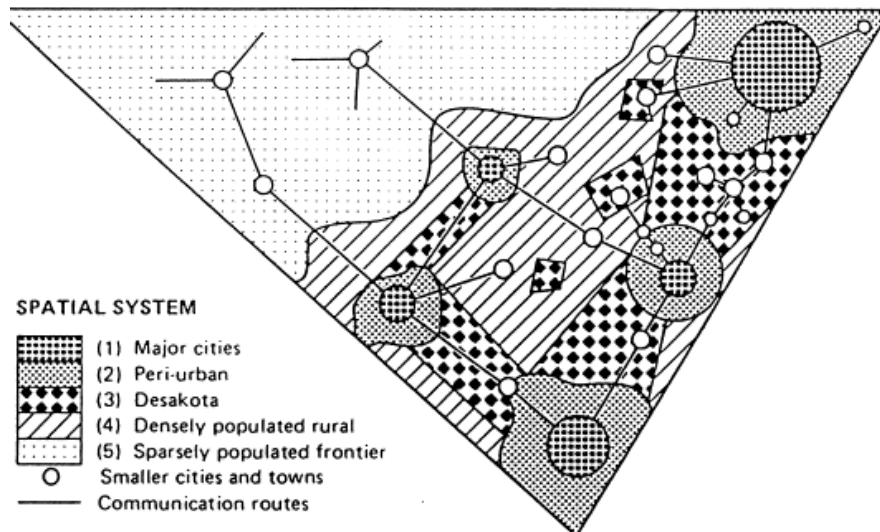 SPATIAL SYSTEM
(1) Major cities
(2) Peri-urban
(3) Desakota
(4) Densely populated rural
(5) Sparsely populated frontier
Smaller cities and towns
Communication routes